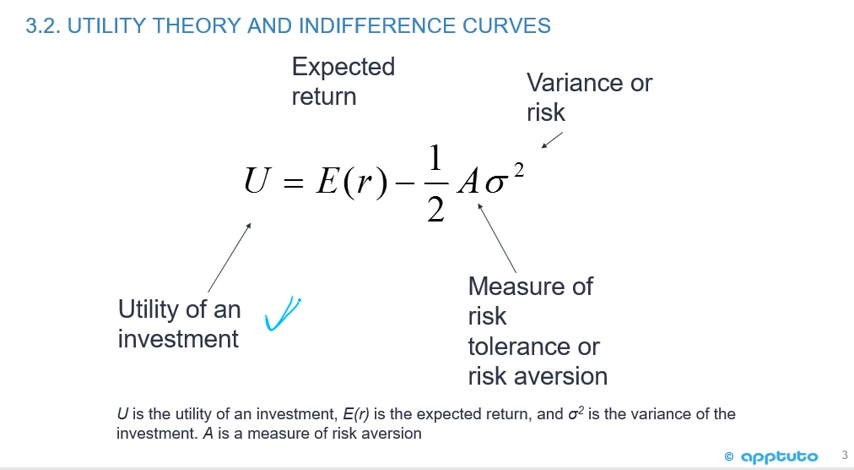 3.2. UTILITY THEORY AND INDIFFERENCE CURVES
Expected
return
Variance or
risk
U = E(r) − 1/2 Aσ²
Utility of an
investment
Measure of
risk
tolerance or
risk aversion
U is the utility of an investment, E(r) is the expected return, and σ² is the variance of the
investment. A is a measure of risk aversion
© apptuto 3